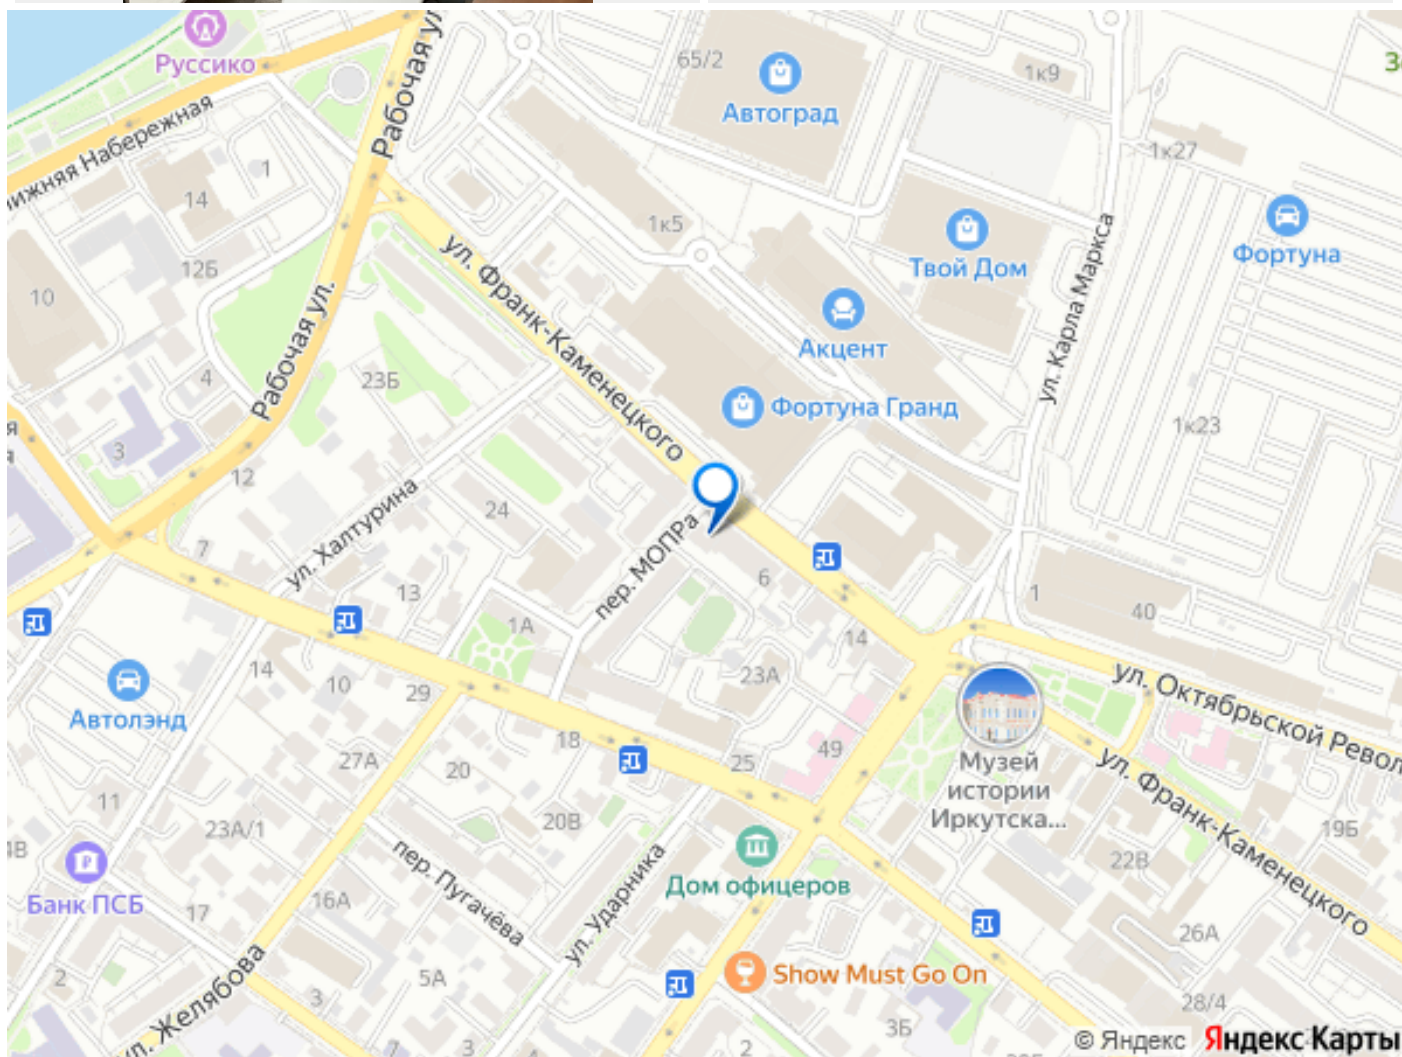 Руссико
Рабочая ул
65/2
Автоград
1к9
ижняя Набережная
1
14
1к27
1к5
ул. Франк-Каменецкого
Твой Дом
ул. Карла Маркса
Фортуна
12Б
10
Рабочая ул.
Акцент
4
23Б
Фортуна Гранд
1к23
я
3
12
ул. Халтурина
24
пер. МОПРа
7
13
6
1
40
1А
14
14
10
29
23А
ул. Октябрьской Револ
Автолэнд
18
49
25
27А
20
Музей
истории
Иркутска...
ул. Франк-Каменецкого
11
23А/1
20В
19Б
4В
пер. Пугачёва
ул. Ударника
Дом офицеров
22В
Банк ПСБ
17
16А
26А
ул. Желябова
2
5А
Show Must Go On
3
28/4
3Б
7
3
2
© Яндекс Яндекс Карты